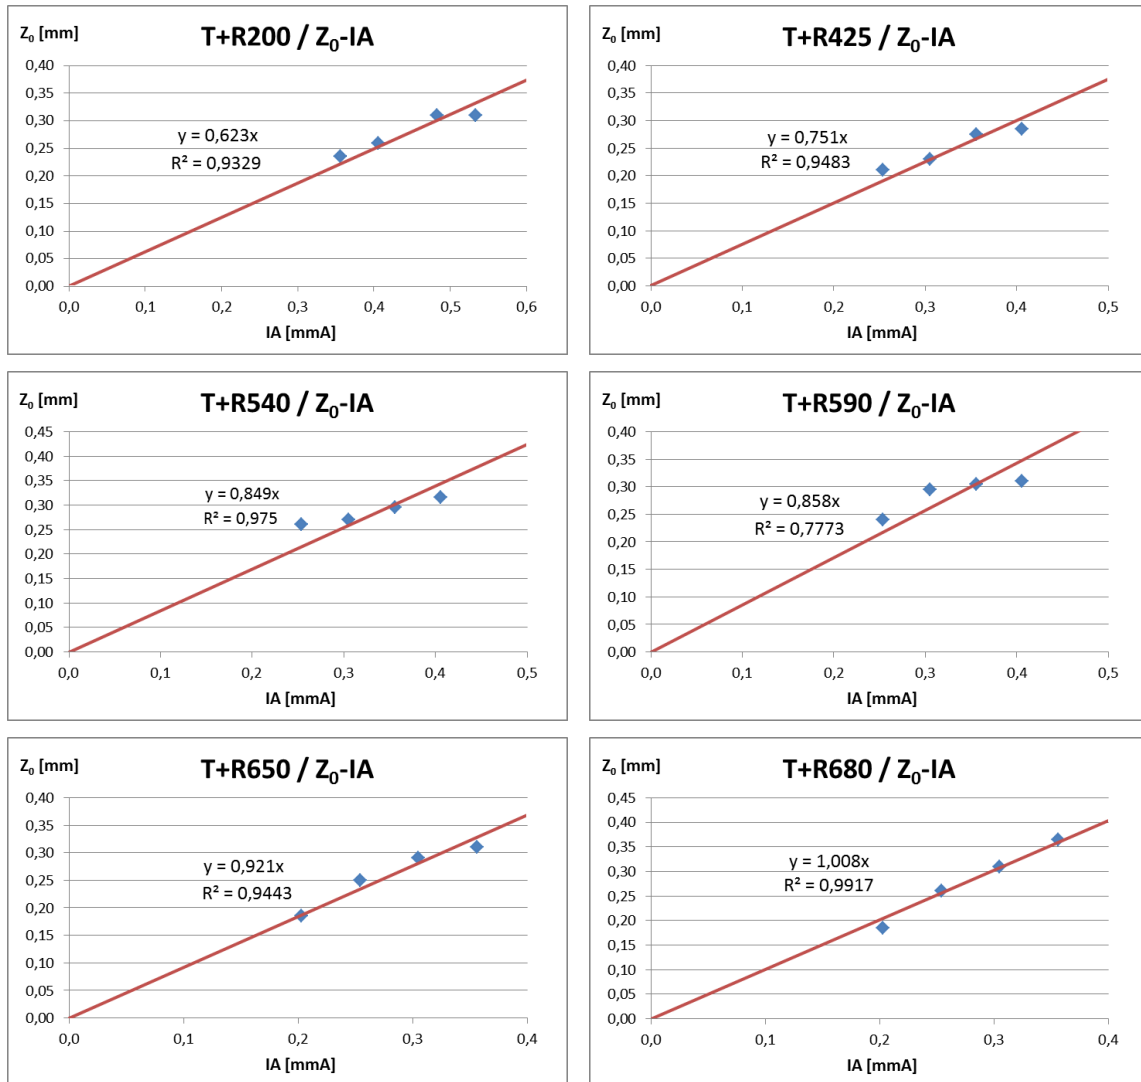 Z₀ [mm]
T+R200 / Z₀-IA
0,40
0,35
0,30
0,25
0,20
0,15
0,10
0,05
0,00
y = 0,623x
R² = 0,9329
0,0 0,1 0,2 0,3 0,4 0,5 0,6
IA [mmA]
Z₀ [mm]
T+R425 / Z₀-IA
0,40
0,35
0,30
0,25
0,20
0,15
0,10
0,05
0,00
y = 0,751x
R² = 0,9483
0,0 0,1 0,2 0,3 0,4 0,5
IA [mmA]
Z₀ [mm]
T+R540 / Z₀-IA
0,45
0,40
0,35
0,30
0,25
0,20
0,15
0,10
0,05
0,00
y = 0,849x
R² = 0,975
0,0 0,1 0,2 0,3 0,4 0,5
IA [mmA]
Z₀ [mm]
T+R590 / Z₀-IA
0,40
0,35
0,30
0,25
0,20
0,15
0,10
0,05
0,00
y = 0,858x
R² = 0,7773
0,0 0,1 0,2 0,3 0,4 0,5
IA [mmA]
Z₀ [mm]
T+R650 / Z₀-IA
0,40
0,35
0,30
0,25
0,20
0,15
0,10
0,05
0,00
y = 0,921x
R² = 0,9443
0,0 0,1 0,2 0,3 0,4
IA [mmA]
Z₀ [mm]
T+R680 / Z₀-IA
0,45
0,40
0,35
0,30
0,25
0,20
0,15
0,10
0,05
0,00
y = 1,008x
R² = 0,9917
0,0 0,1 0,2 0,3 0,4
IA [mmA]